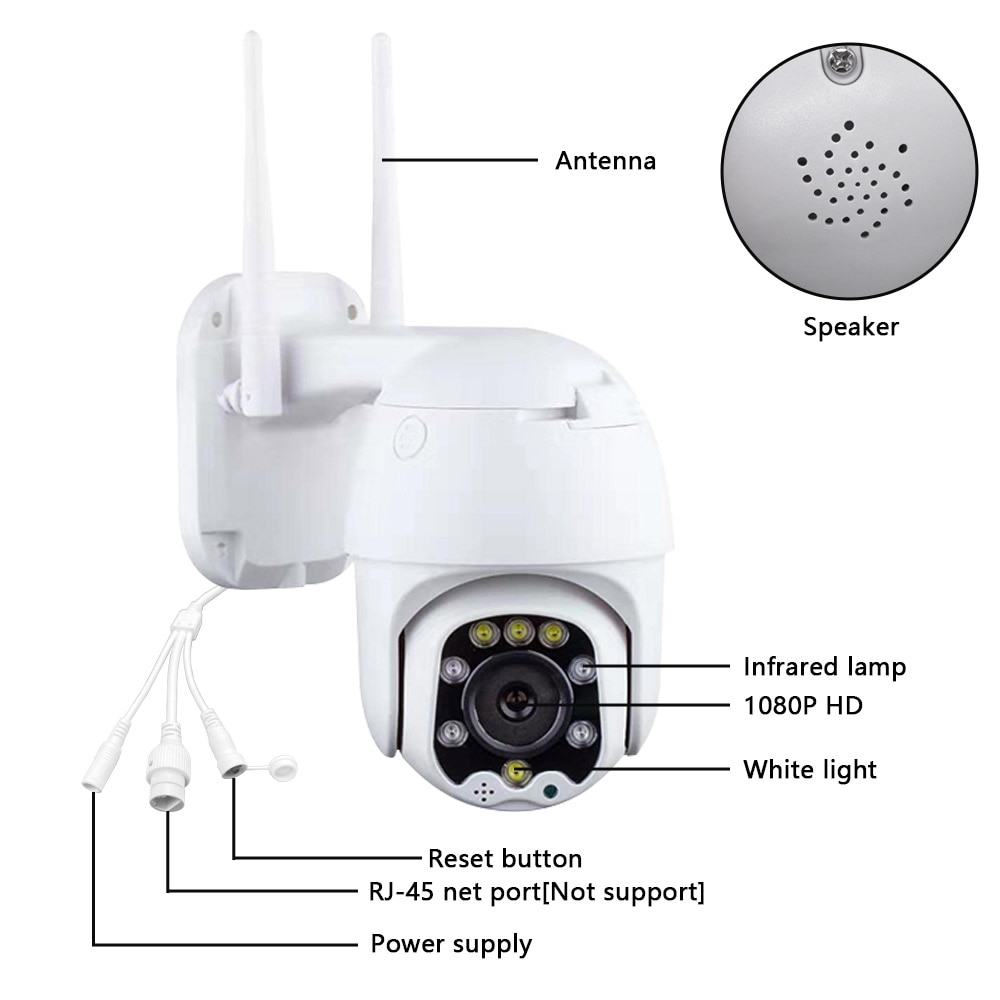 Antenna
Speaker
Infrared lamp
1080P HD
White light
Reset button
RJ-45 net port[Not support]
Power supply